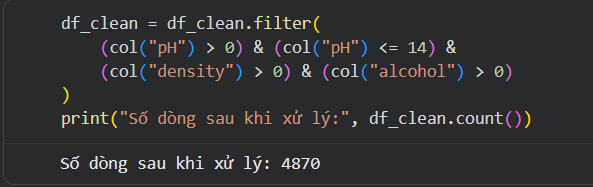 df_clean = df_clean.filter(
    (col("pH") > 0) & (col("pH") <= 14) &
    (col("density") > 0) & (col("alcohol") > 0)
)
print("Số dòng sau khi xử lý:", df_clean.count())
Số dòng sau khi xử lý: 4870